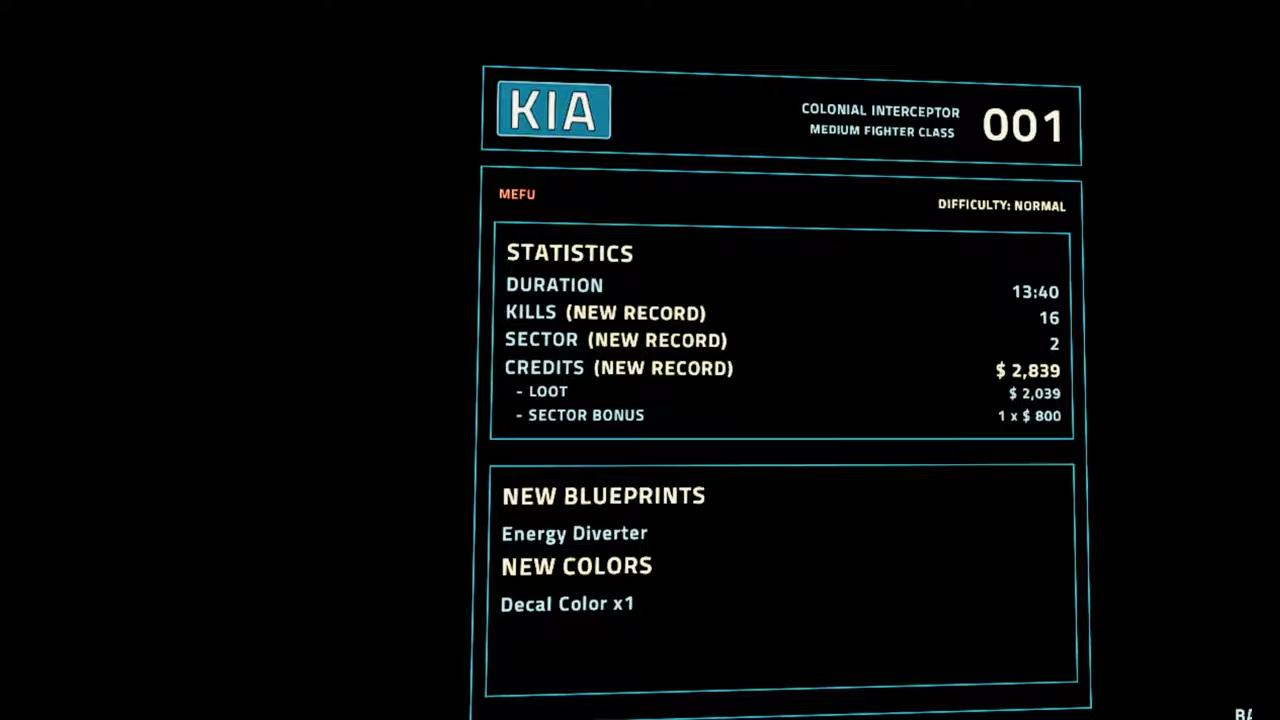 KIA
COLONIAL INTERCEPTOR
MEDIUM FIGHTER CLASS
001
MEFU
DIFFICULTY: NORMAL
STATISTICS
DURATION 13:40
KILLS (NEW RECORD) 16
SECTOR (NEW RECORD) 2
CREDITS (NEW RECORD) $ 2,839
- LOOT $ 2,039
- SECTOR BONUS 1 x $ 800
NEW BLUEPRINTS
Energy Diverter
NEW COLORS
Decal Color x1